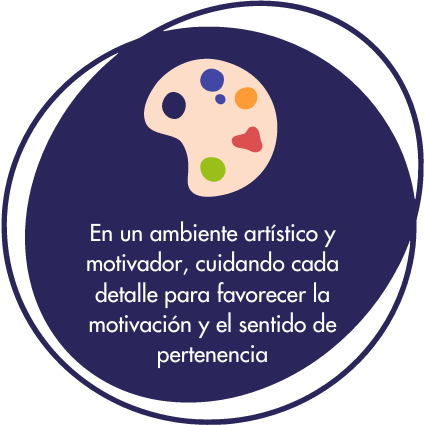 En un ambiente artístico y
motivador, cuidando cada
detalle para favorecer la
motivación y el sentido de
pertenencia